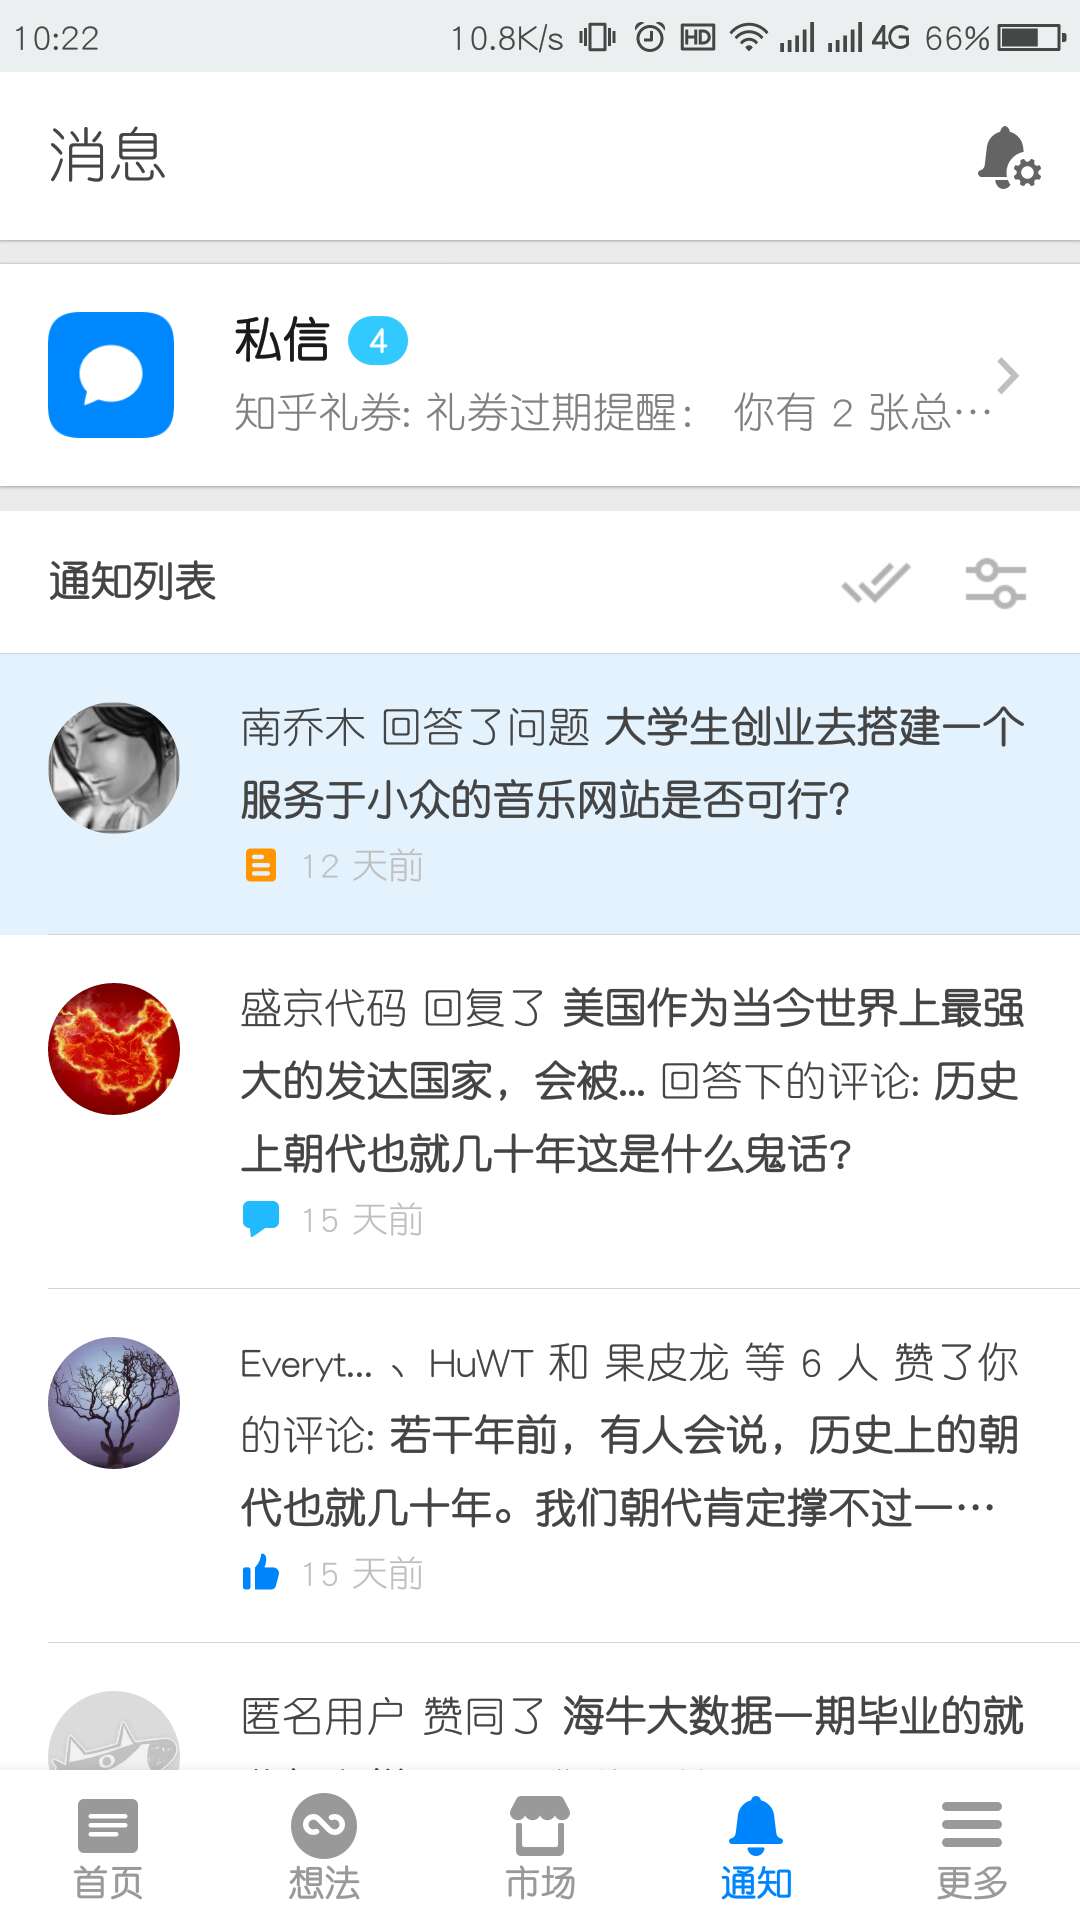 10:22 10.8K/s HD 4G 66%
消息
私信 4
知乎礼券: 礼券过期提醒： 你有 2 张总…
通知列表
南乔木 回答了问题 大学生创业去搭建一个
服务于小众的音乐网站是否可行？
12 天前
盛京代码 回复了 美国作为当今世界上最强
大的发达国家，会被... 回答下的评论: 历史
上朝代也就几十年这是什么鬼话？
15 天前
Everyt... 、HuWT 和 果皮龙 等 6 人 赞了你
的评论: 若干年前，有人会说，历史上的朝
代也就几十年。我们朝代肯定撑不过一…
15 天前
匿名用户 赞同了 海牛大数据一期毕业的就
首页 想法 市场 通知 更多